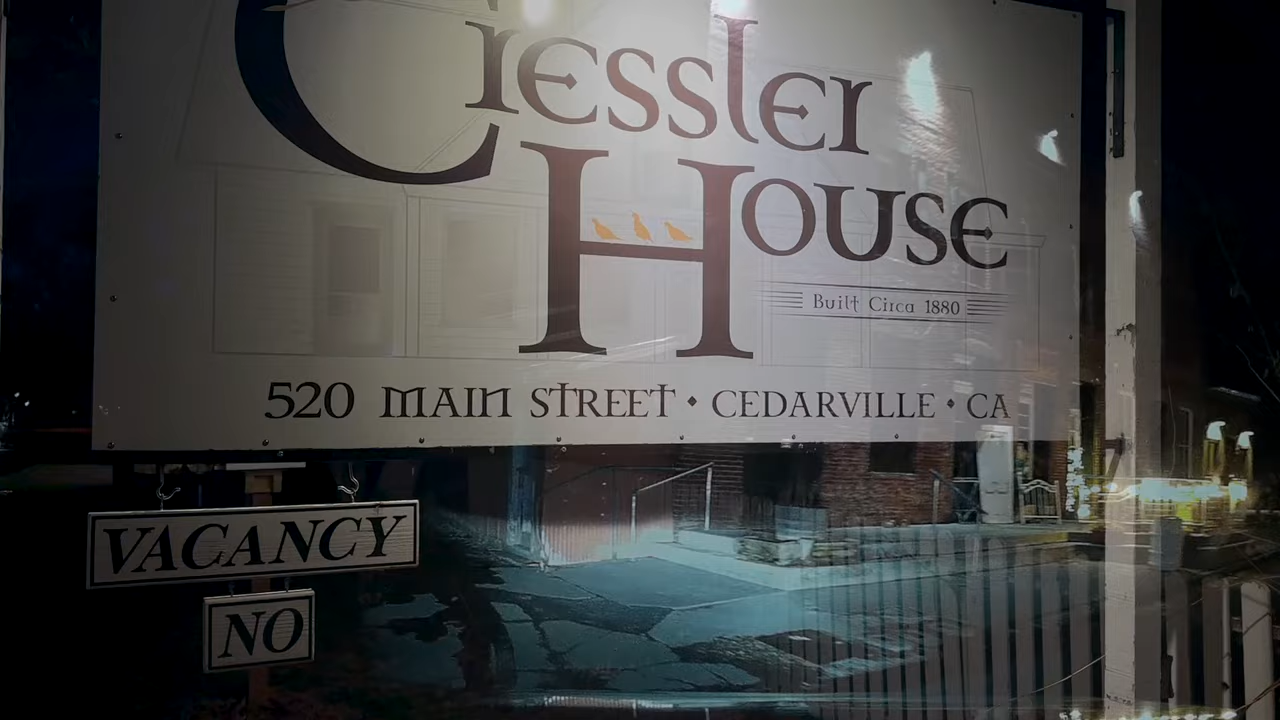 Cressler
House
Built Circa 1880
520 MAIN STREET • CEDARVILLE • CA
VACANCY
NO